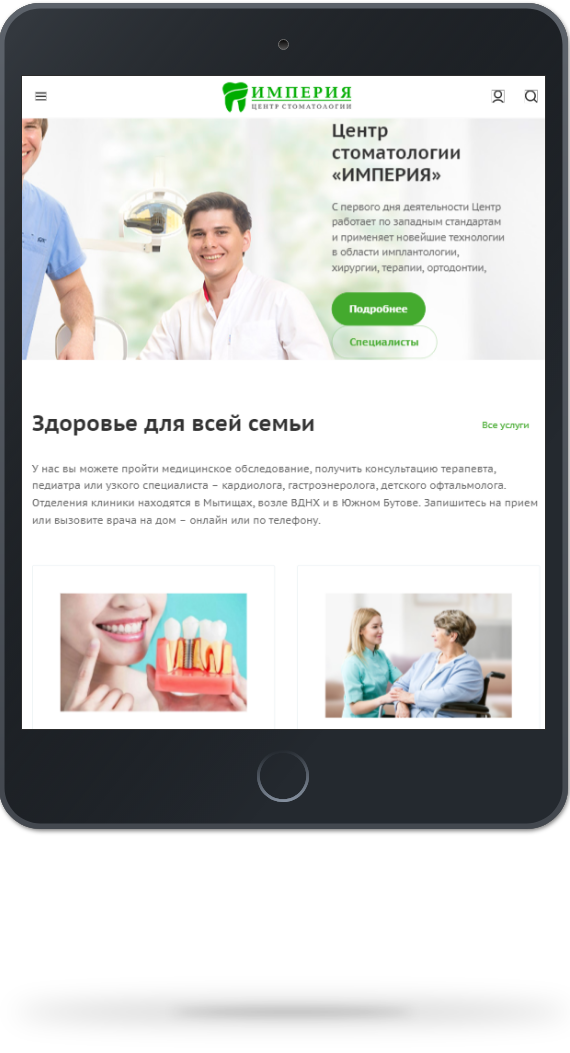 ИМПЕРИЯ
ЦЕНТР СТОМАТОЛОГИИ
Центр
стоматологии
«ИМПЕРИЯ»
С первого дня деятельности Центр
работает по западным стандартам
и применяет новейшие технологии
в области имплантологии,
хирургии, терапии, ортодонтии,
Подробнее
Специалисты
Здоровье для всей семьи
Все услуги
У нас вы можете пройти медицинское обследование, получить консультацию терапевта,
педиатра или узкого специалиста – кардиолога, гастроэнеролога, детского офтальмолога.
Отделения клиники находятся в Мытищах, возле ВДНХ и в Южном Бутове. Запишитесь на прием
или вызовите врача на дом – онлайн или по телефону.